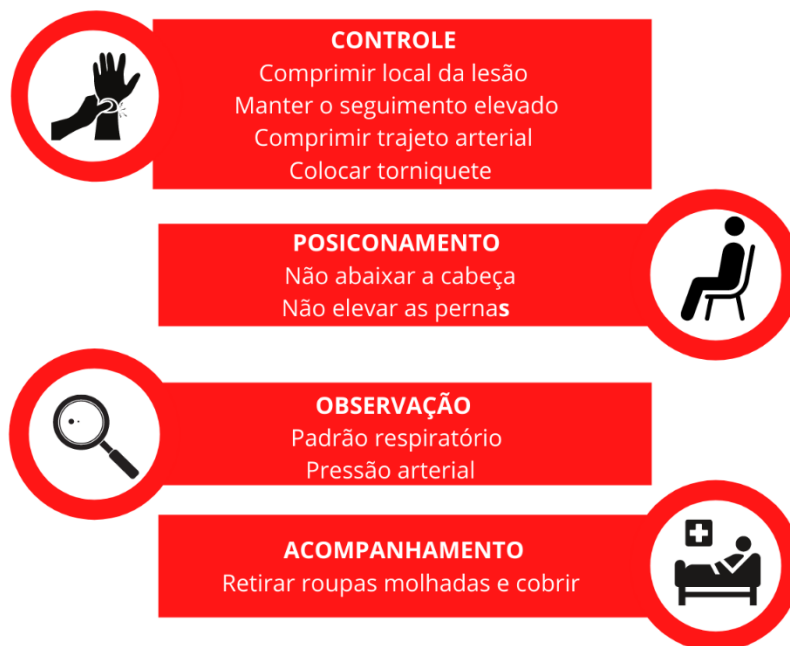 CONTROLE
Comprimir local da lesão
Manter o seguimento elevado
Comprimir trajeto arterial
Colocar torniquete
POSICONAMENTO
Não abaixar a cabeça
Não elevar as pernas
OBSERVAÇÃO
Padrão respiratório
Pressão arterial
ACOMPANHAMENTO
Retirar roupas molhadas e cobrir